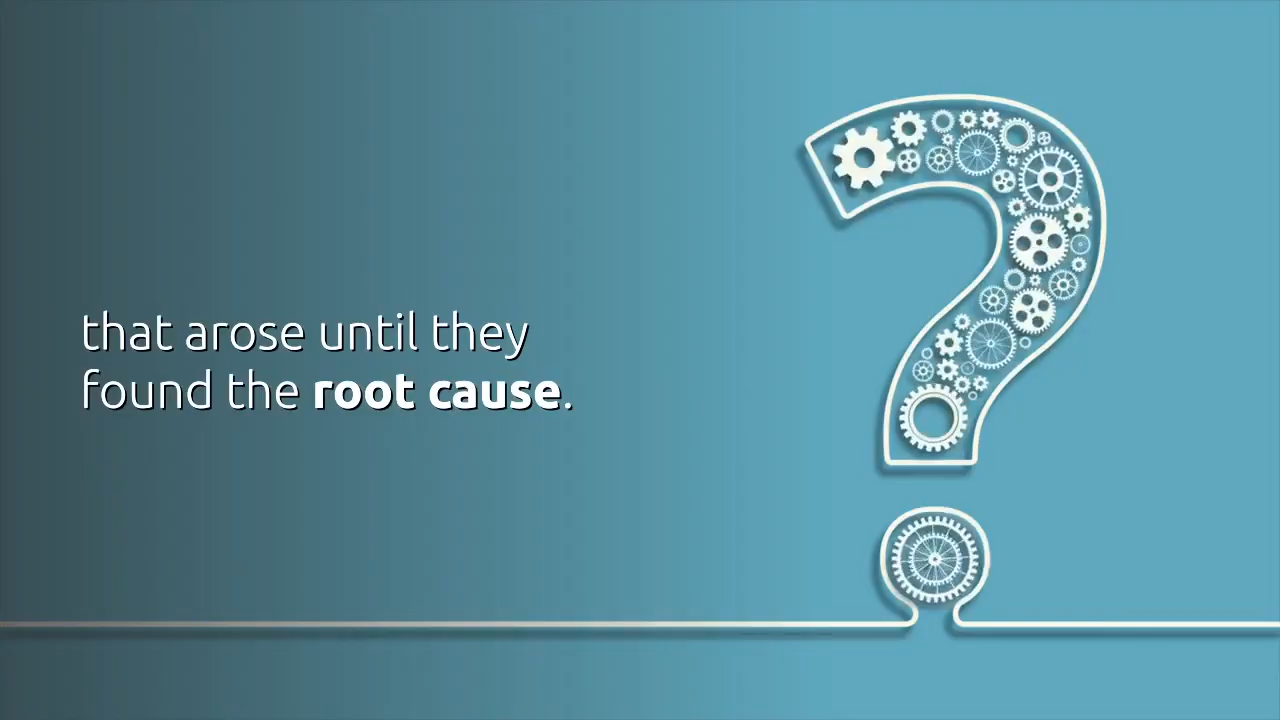 that arose until they
found the root cause.